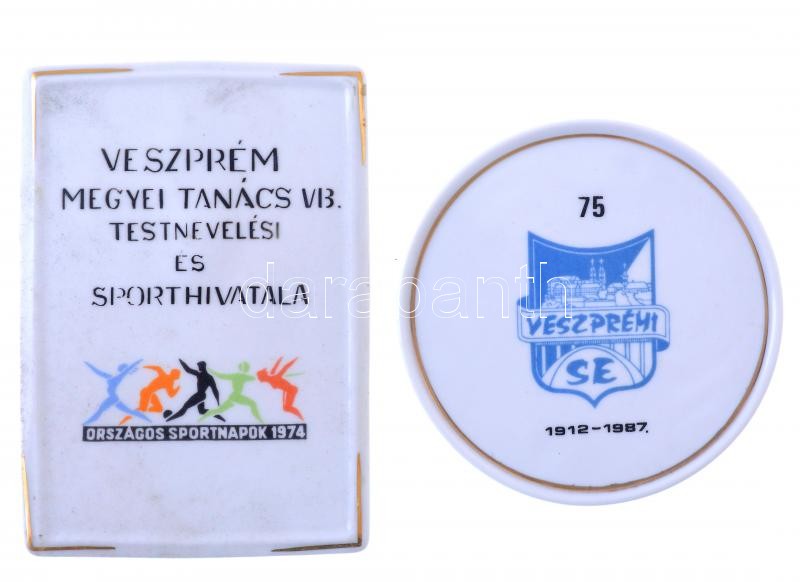 VESZPRÉM
MEGYEI TANÁCS VB.
TESTNEVELÉSI
ÉS
SPORTHIVATALA
ORSZÁGOS SPORTNAPOK 1974
75
VESZPRÉMI
SE
1912-1987.
darabanth